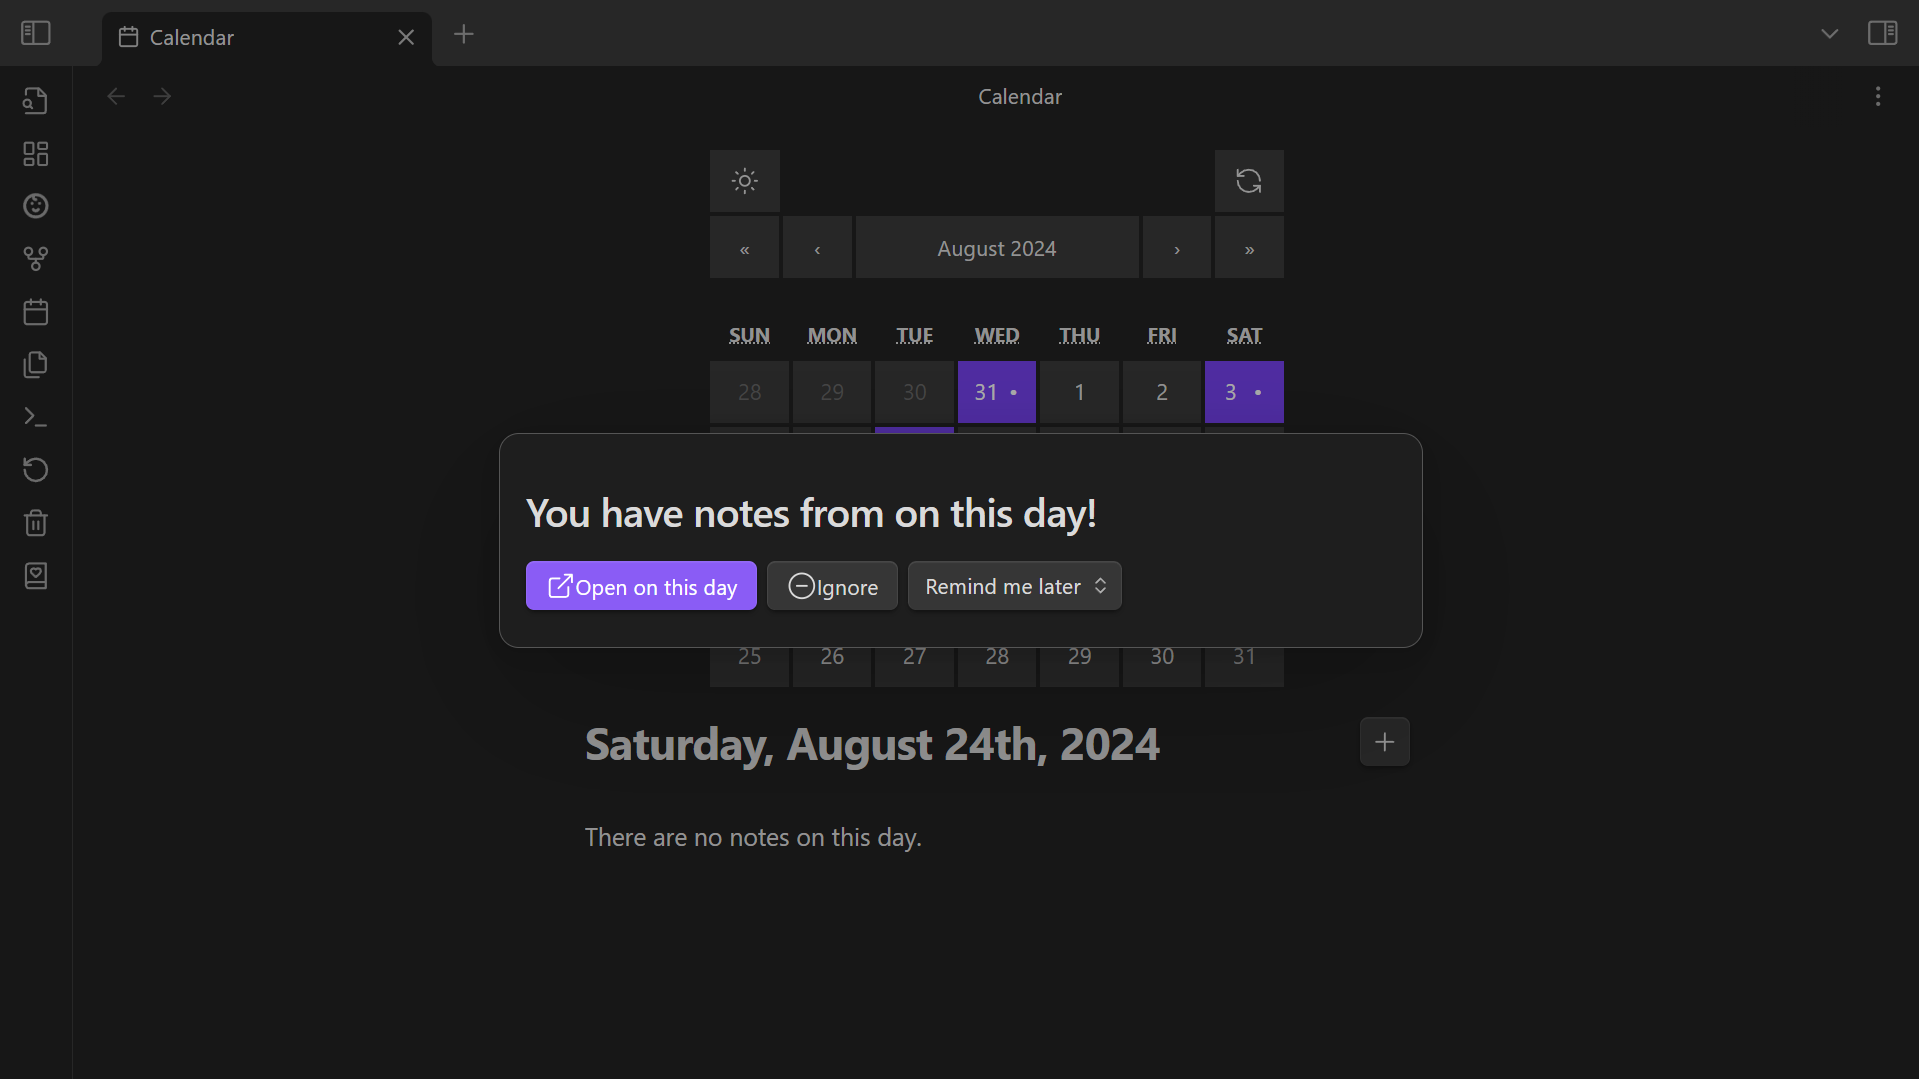 Calendar
Calendar
« ‹ August 2024 › »
SUN MON TUE WED THU FRI SAT
28 29 30 31 • 1 2 3 •
You have notes from on this day!
Open on this day Ignore Remind me later
25 26 27 28 29 30 31
Saturday, August 24th, 2024
There are no notes on this day.